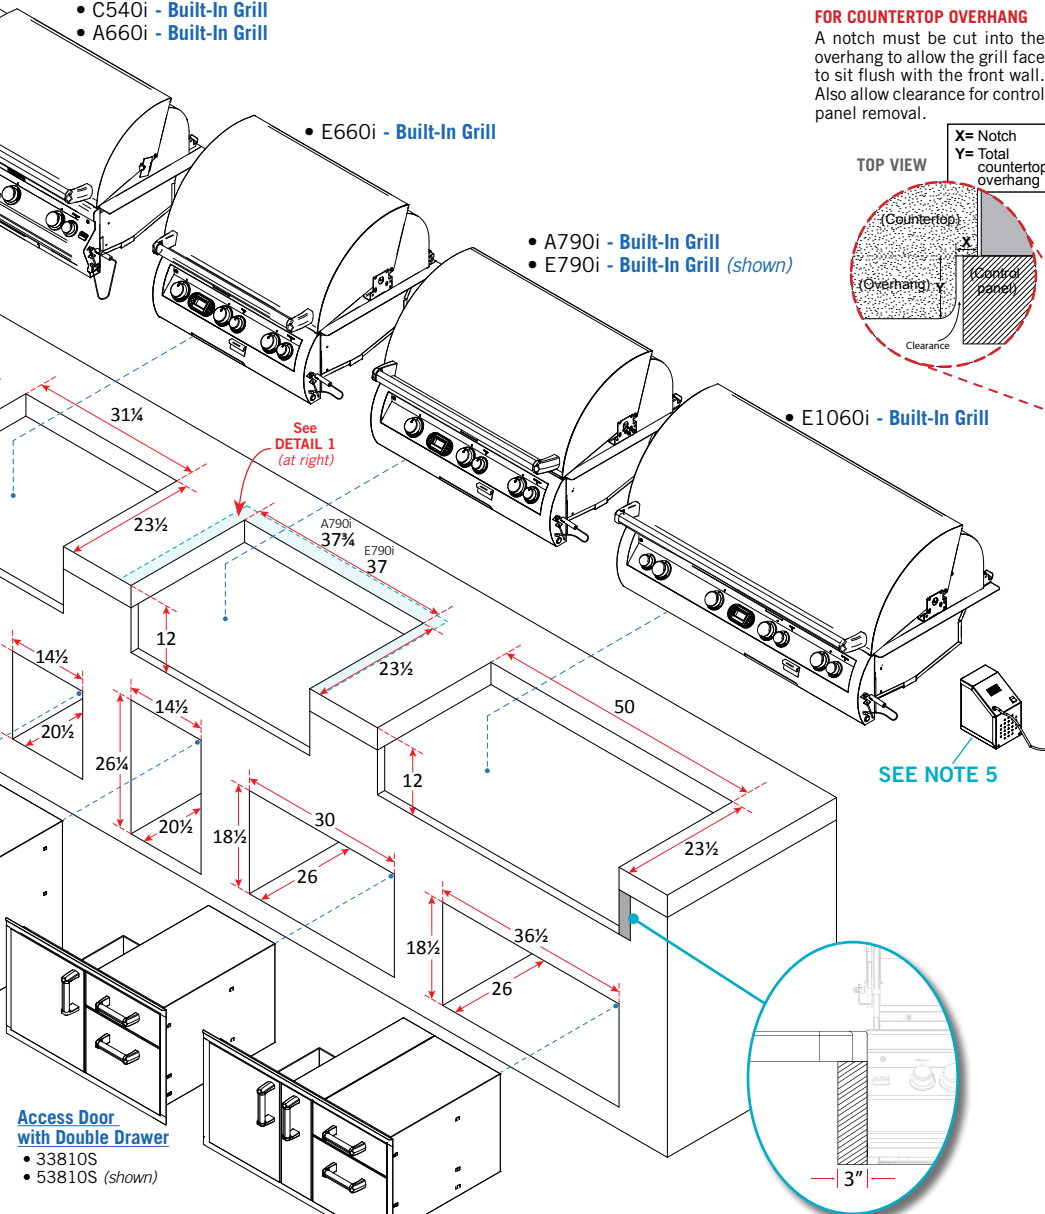 • C540i - Built-In Grill
• A660i - Built-In Grill
FOR COUNTERTOP OVERHANG
A notch must be cut into the
overhang to allow the grill face
to sit flush with the front wall.
Also allow clearance for control
panel removal.
• E660i - Built-In Grill
X= Notch
Y= Total
countertop
overhang
TOP VIEW
(Countertop)
X
(Overhang)
Y
(Control
panel)
Clearance
• A790i - Built-In Grill
• E790i - Built-In Grill (shown)
• E1060i - Built-In Grill
31¼
See
DETAIL 1
(at right)
23½
A790i
37¾
E790i
37
12
23½
14½
20½
14½
26¼
20½
50
12
23½
SEE NOTE 5
30
18½
26
36½
18½
26
3”
Access Door
with Double Drawer
• 33810S
• 53810S (shown)